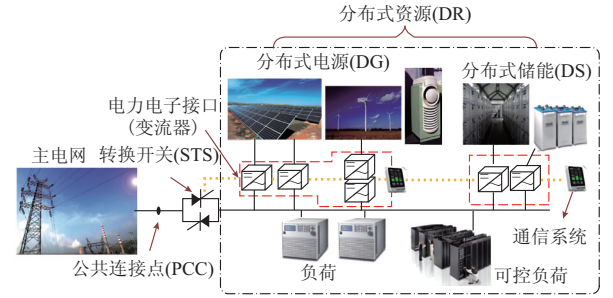 分布式资源(DR)
分布式电源(DG)
分布式储能(DS)
电力电子接口
（变流器）
主电网
转换开关(STS)
公共连接点(PCC)
负荷
可控负荷
通信系统